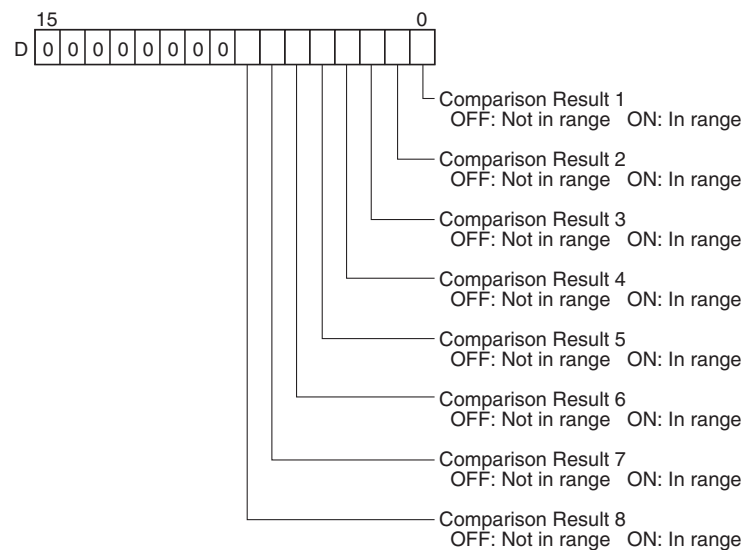 15 0
D 0 0 0 0 0 0 0 0
Comparison Result 1
OFF: Not in range ON: In range
Comparison Result 2
OFF: Not in range ON: In range
Comparison Result 3
OFF: Not in range ON: In range
Comparison Result 4
OFF: Not in range ON: In range
Comparison Result 5
OFF: Not in range ON: In range
Comparison Result 6
OFF: Not in range ON: In range
Comparison Result 7
OFF: Not in range ON: In range
Comparison Result 8
OFF: Not in range ON: In range